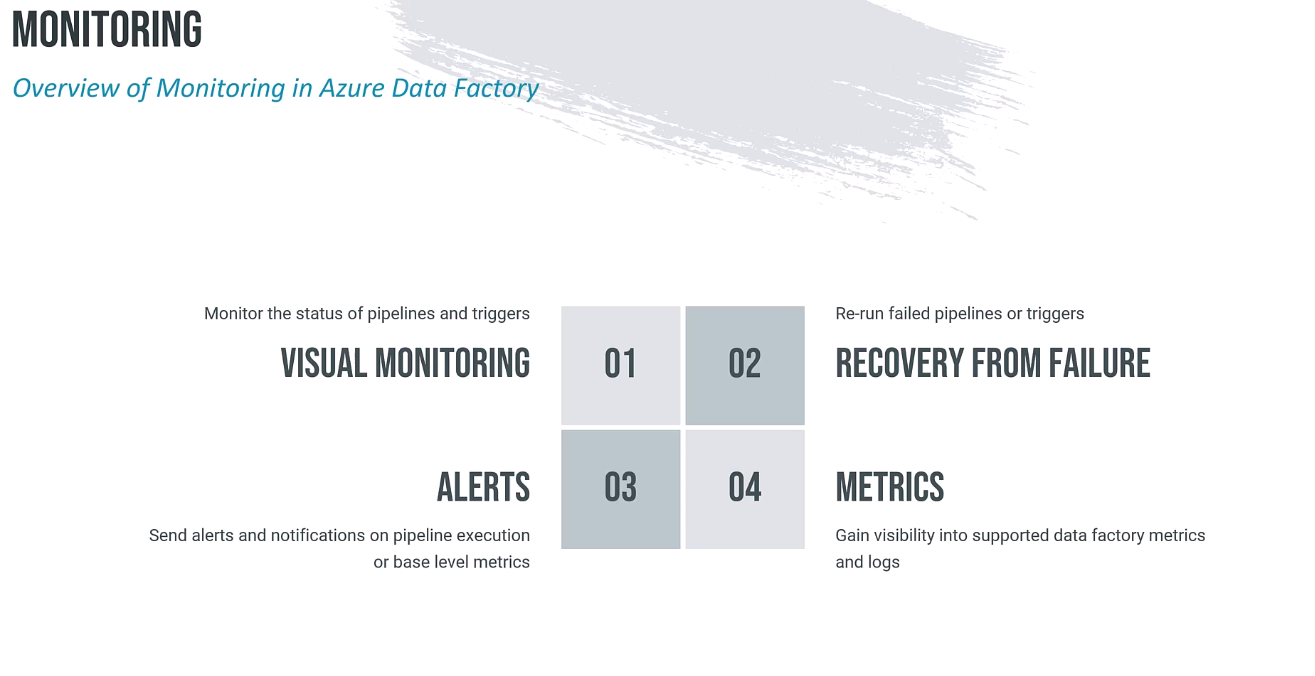 MONITORING
Overview of Monitoring in Azure Data Factory
Monitor the status of pipelines and triggers
VISUAL MONITORING
01
02
Re-run failed pipelines or triggers
RECOVERY FROM FAILURE
ALERTS
Send alerts and notifications on pipeline execution
or base level metrics
03
04
METRICS
Gain visibility into supported data factory metrics
and logs